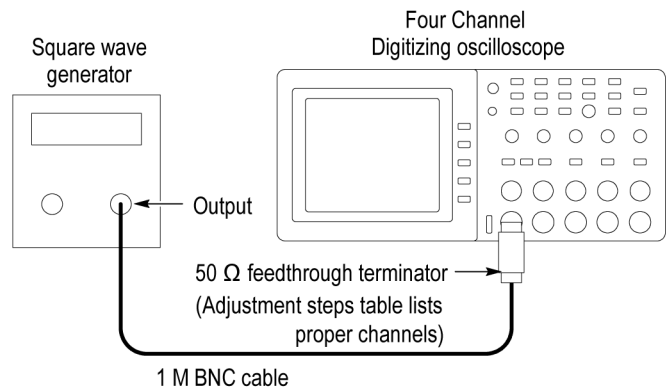 Four Channel
Digitizing oscilloscope
Square wave
generator
Output
50 Ω feedthrough terminator
(Adjustment steps table lists
proper channels)
1 M BNC cable